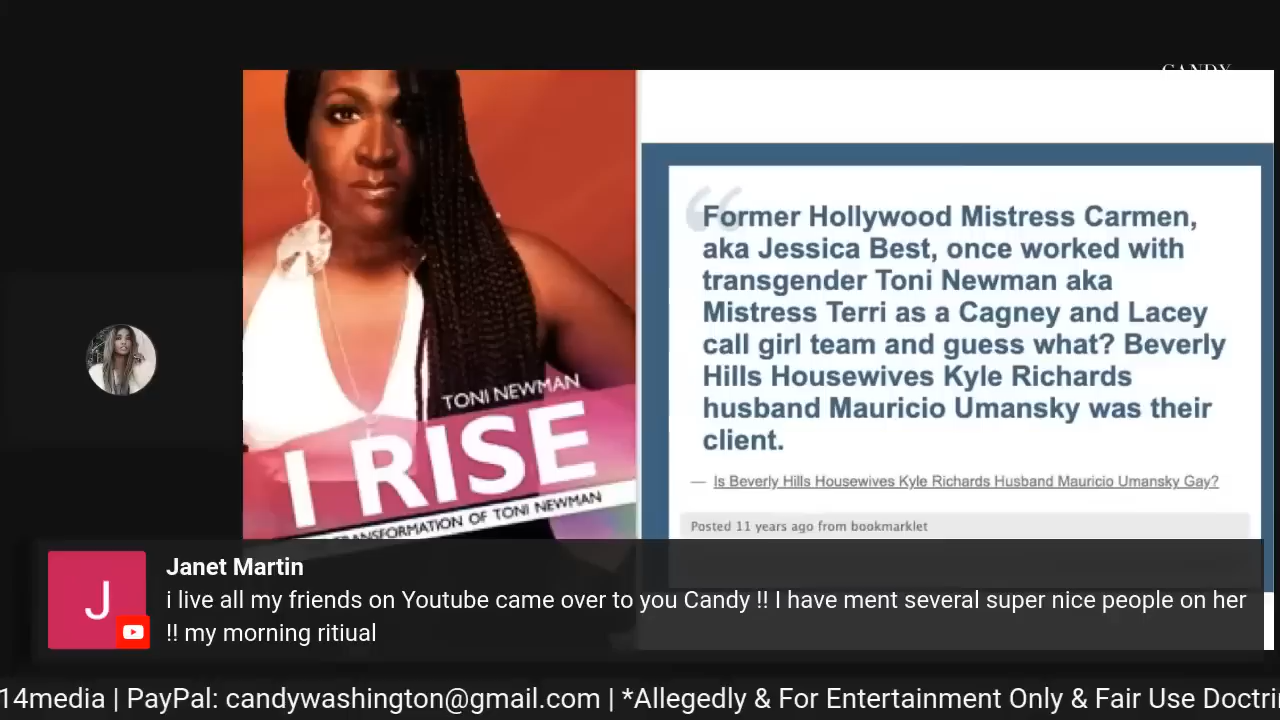 CANDY
Former Hollywood Mistress Carmen,
aka Jessica Best, once worked with
transgender Toni Newman aka
Mistress Terri as a Cagney and Lacey
call girl team and guess what? Beverly
Hills Housewives Kyle Richards
husband Mauricio Umansky was their
client.
— Is Beverly Hills Housewives Kyle Richards Husband Mauricio Umansky Gay?
Posted 11 years ago from bookmarklet
TONI NEWMAN
I RISE
TRANSFORMATION OF TONI NEWMAN
J
Janet Martin
i live all my friends on Youtube came over to you Candy !! I have ment several super nice people on her
!! my morning ritiual
14media | PayPal: candywashington@gmail.com | *Allegedly & For Entertainment Only & Fair Use Doctri